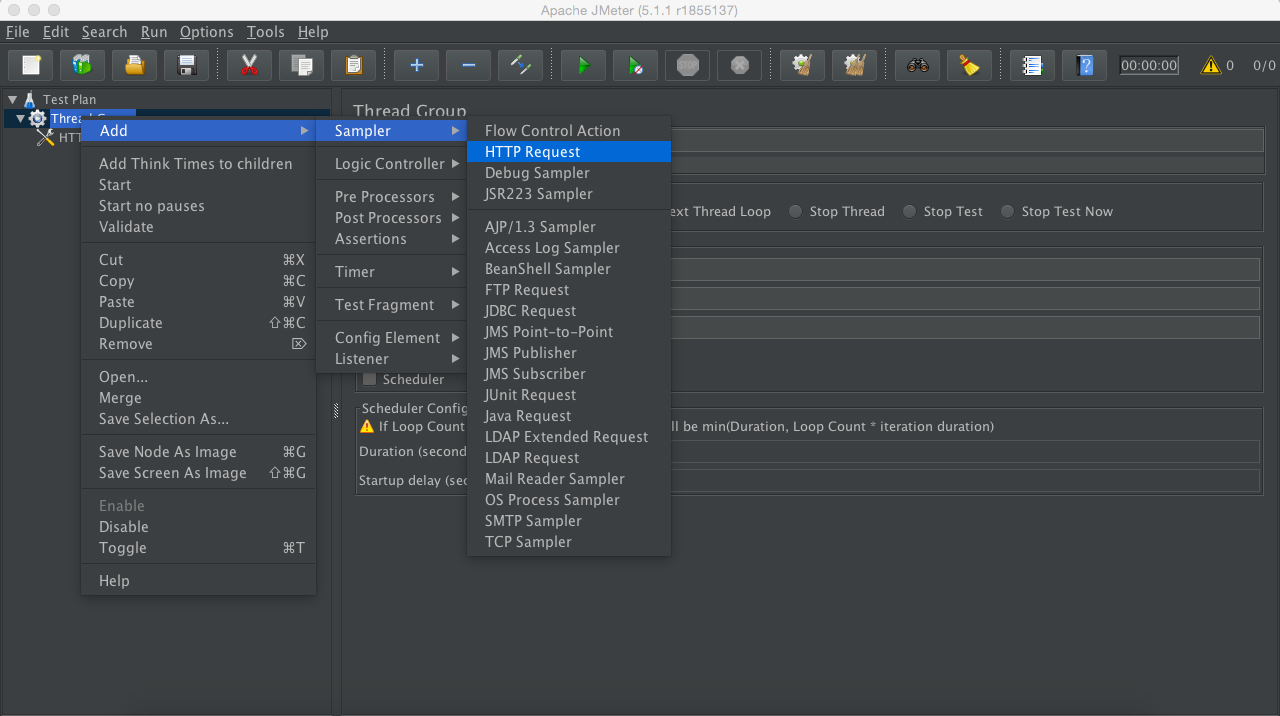 Apache JMeter (5.1.1 r1855137)
File Edit Search Run Options Tools Help
STOP
00:00:00 0 0/0
Test Plan
Thread
HTT
Add
Add Think Times to children
Start
Start no pauses
Validate
Cut ⌘X
Copy ⌘C
Paste ⌘V
Duplicate ⇧⌘C
Remove ⌦
Open...
Merge
Save Selection As...
Save Node As Image ⌘G
Save Screen As Image ⇧⌘G
Enable
Disable
Toggle ⌘T
Help
Sampler
Logic Controller
Pre Processors
Post Processors
Assertions
Timer
Test Fragment
Config Element
Listener
Flow Control Action
HTTP Request
Debug Sampler
JSR223 Sampler
AJP/1.3 Sampler
Access Log Sampler
BeanShell Sampler
FTP Request
JDBC Request
JMS Point-to-Point
JMS Publisher
JMS Subscriber
JUnit Request
Java Request
LDAP Extended Request
LDAP Request
Mail Reader Sampler
OS Process Sampler
SMTP Sampler
TCP Sampler
Thread Group
ext Thread Loop Stop Thread Stop Test Stop Test Now
Scheduler
Scheduler Config
If Loop Count ll be min(Duration, Loop Count * iteration duration)
Duration (second
Startup delay (sec